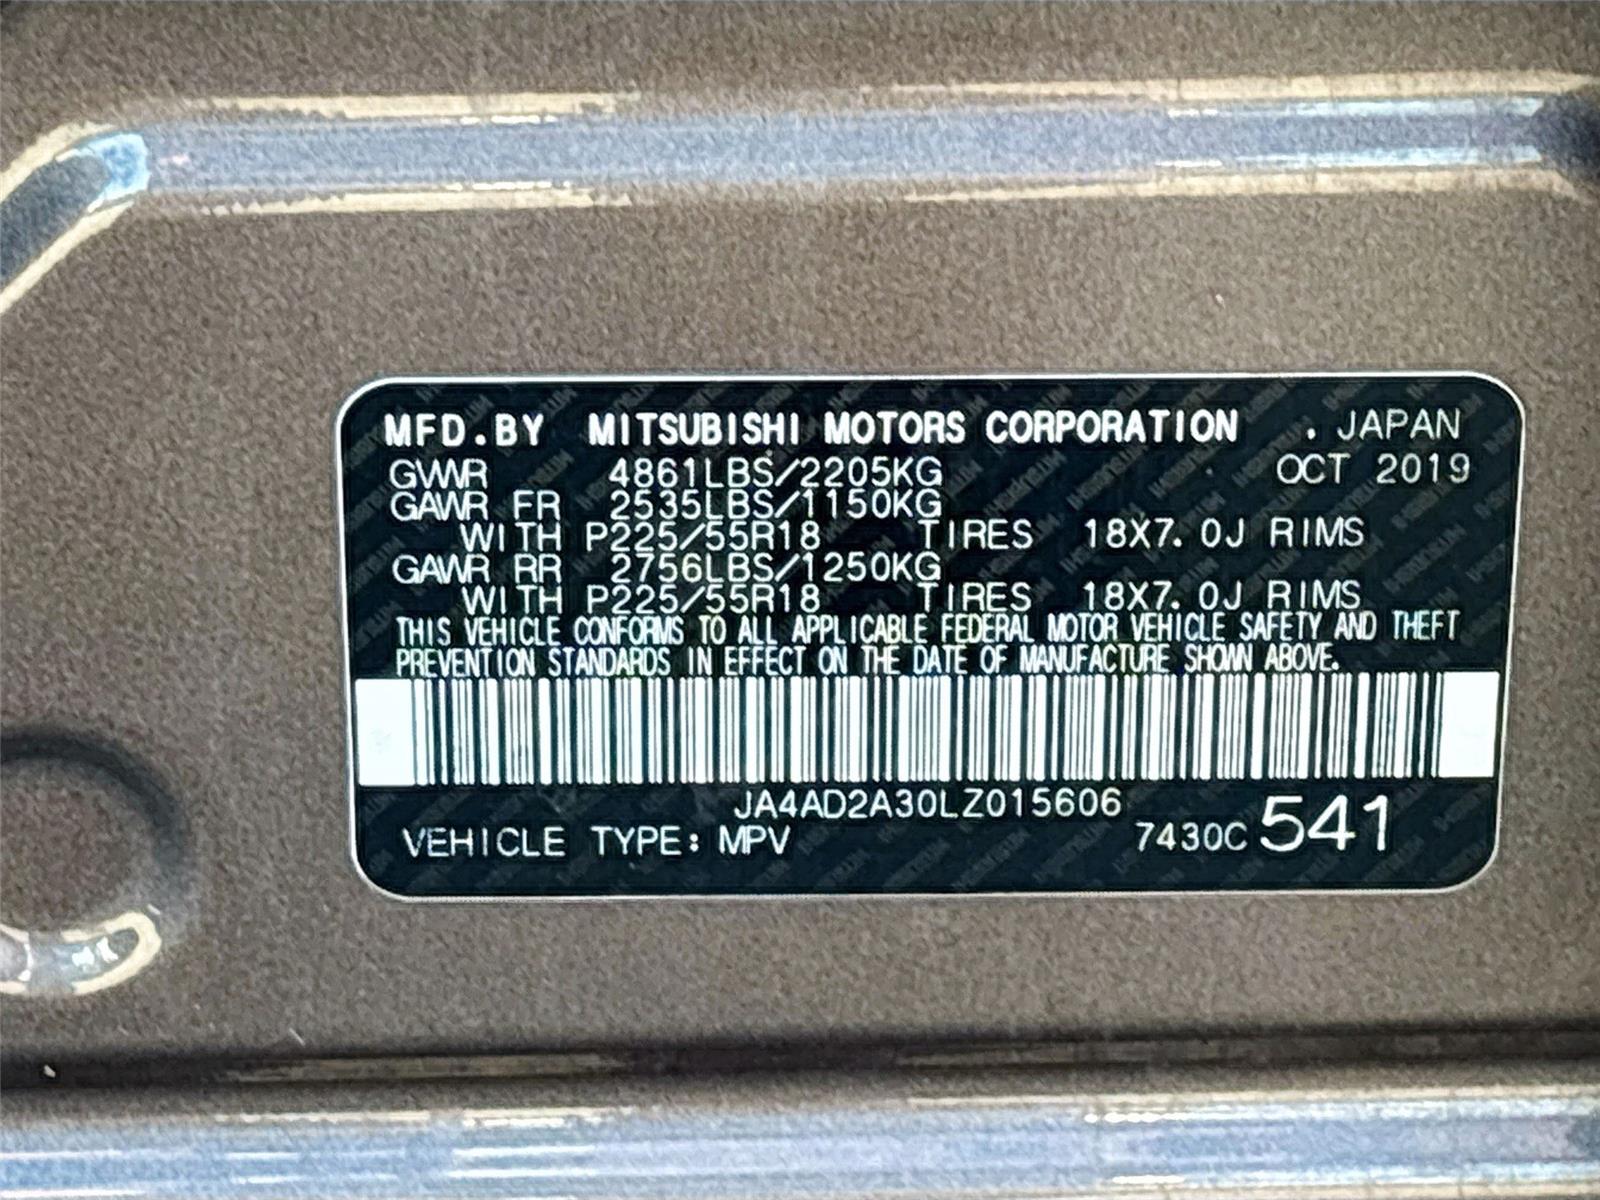 MFD.BY MITSUBISHI MOTORS CORPORATION . JAPAN
GVWR 4861LBS/2205KG OCT 2019
GAWR FR 2535LBS/1150KG
WITH P225/55R18 TIRES 18X7.0J RIMS
GAWR RR 2756LBS/1250KG
WITH P225/55R18 TIRES 18X7.0J RIMS
THIS VEHICLE CONFORMS TO ALL APPLICABLE FEDERAL MOTOR VEHICLE SAFETY AND THEFT
PREVENTION STANDARDS IN EFFECT ON THE DATE OF MANUFACTURE SHOWN ABOVE.
JA4AD2A30LZ015606
VEHICLE TYPE: MPV 7430C 541